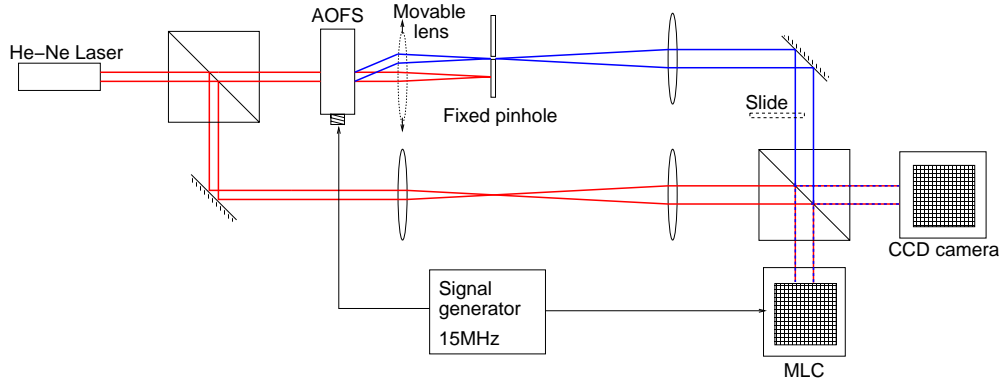 AOFS
Movable
lens
He–Ne Laser
Fixed pinhole
Slide
CCD camera
Signal
generator
15MHz
MLC